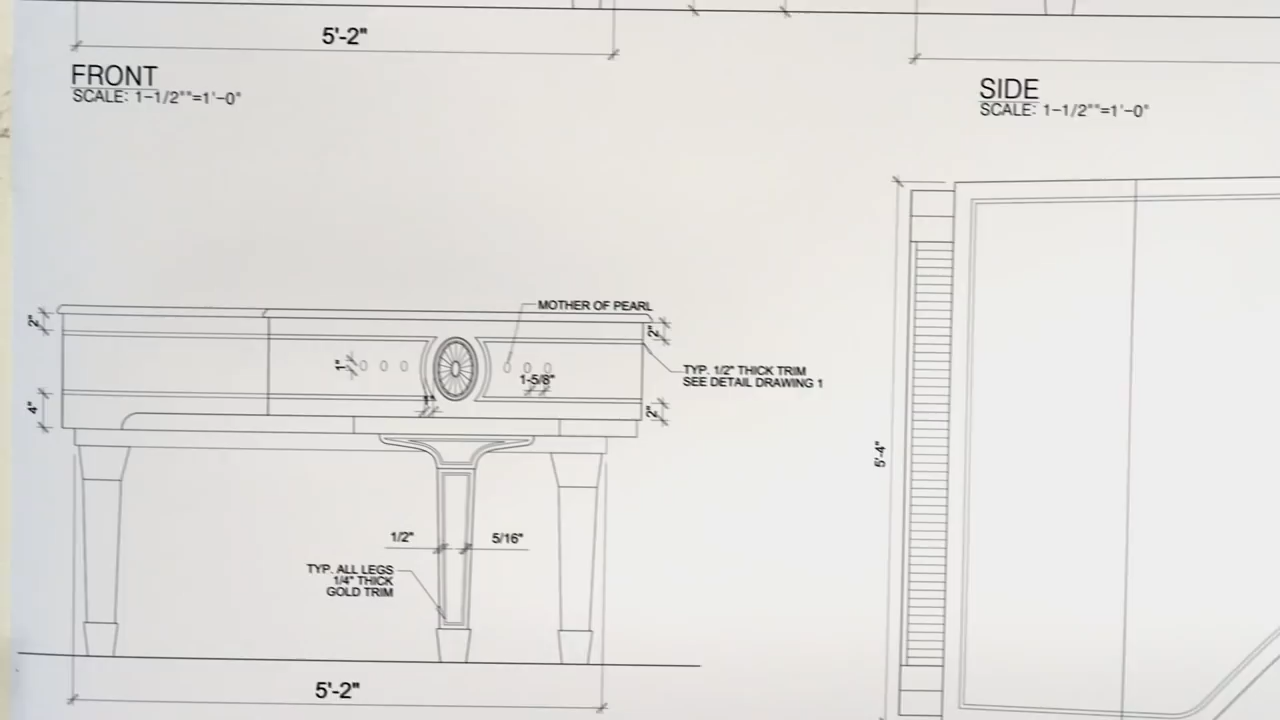 5'-2"
FRONT
SCALE: 1-1/2""=1'-0"
SIDE
SCALE: 1-1/2""=1'-0"
MOTHER OF PEARL
2"
2"
1"
TYP. 1/2" THICK TRIM
SEE DETAIL DRAWING 1
1-5/8"
1"
4"
2"
5'-4"
1/2"
5/16"
TYP. ALL LEGS
1/4" THICK
GOLD TRIM
5'-2"